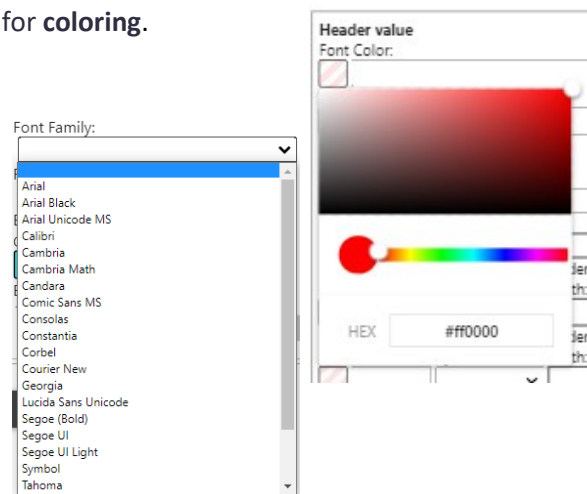 for coloring.
Font Family:
Arial
Arial Black
Arial Unicode MS
Calibri
Cambria
Cambria Math
Candara
Comic Sans MS
Consolas
Constantia
Corbel
Courier New
Georgia
Lucida Sans Unicode
Segoe (Bold)
Segoe UI
Segoe UI Light
Symbol
Tahoma
Header value
Font Color:
HEX #ff0000